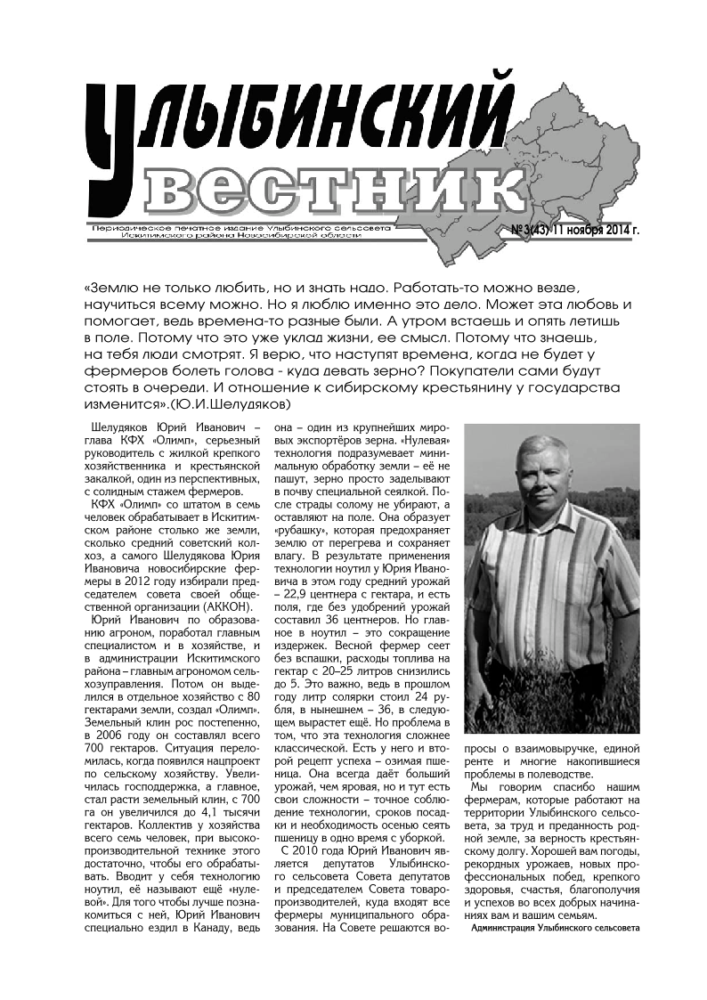 Улыбинский
вестник
Периодическое печатное издание Улыбинского сельсовета
Искитимского района Новосибирской области
№ 3(43) 11 ноября 2014 г.
«Землю не только любить, но и знать надо. Работать-то можно везде,
научиться всему можно. Но я люблю именно это дело. Может эта любовь и
помогает, ведь времена-то разные были. А утром встаешь и опять летишь
в поле. Потому что это уже уклад жизни, ее смысл. Потому что знаешь,
на тебя люди смотрят. Я верю, что наступят времена, когда не будет у
фермеров болеть голова - куда девать зерно? Покупатели сами будут
стоять в очереди. И отношение к сибирскому крестьянину у государства
изменится».(Ю.И.Шелудяков)
Шелудяков Юрий Иванович –
глава КФХ «Олимп», серьезный
руководитель с жилкой крепкого
хозяйственника и крестьянской
закалкой, один из перспективных,
с солидным стажем фермеров.
КФХ «Олимп» со штатом в семь
человек обрабатывает в Искитим-
ском районе столько же земли,
сколько средний советский кол-
хоз, а самого Шелудякова Юрия
Ивановича новосибирские фер-
меры в 2012 году избирали пред-
седателем совета своей обще-
ственной организации (АККОН).
Юрий Иванович по образова-
нию агроном, поработал главным
специалистом и в хозяйстве, и
в администрации Искитимского
района – главным агрономом сель-
хозуправления. Потом он выде-
лился в отдельное хозяйство с 80
гектарами земли, создал «Олимп».
Земельный клин рос постепенно,
в 2006 году он составлял всего
700 гектаров. Ситуация перело-
милась, когда появился нацпроект
по сельскому хозяйству. Увели-
чилась господдержка, а главное,
стал расти земельный клин, с 700
га он увеличился до 4,1 тысячи
гектаров. Коллектив у хозяйства
всего семь человек, при высоко-
производительной технике этого
достаточно, чтобы его обрабаты-
вать. Вводит у себя технологию
ноутил, её называют ещё «нуле-
вой». Для того чтобы лучше позна-
комиться с ней, Юрий Иванович
специально ездил в Канаду, ведь
она – один из крупнейших миро-
вых экспортёров зерна. «Нулевая»
технология подразумевает мини-
мальную обработку земли – её не
пашут, зерно просто заделывают
в почву специальной сеялкой. По-
сле страды солому не убирают, а
оставляют на поле. Она образует
«рубашку», которая предохраняет
землю от перегрева и сохраняет
влагу. В результате применения
технологии ноутил у Юрия Ивано-
вича в этом году средний урожай
– 22,9 центнера с гектара, и есть
поля, где без удобрений урожай
составил 36 центнеров. Но глав-
ное в ноутил – это сокращение
издержек. Весной фермер сеет
без вспашки, расходы топлива на
гектар с 20–25 литров снизились
до 5. Это важно, ведь в прошлом
году литр солярки стоил 24 ру-
бля, в нынешнем – 36, в следую-
щем вырастет ещё. Но проблема в
том, что эта технология сложнее
классической. Есть у него и вто-
рой рецепт успеха – озимая пше-
ница. Она всегда даёт больший
урожай, чем яровая, но и тут есть
свои сложности – точное соблю-
дение технологии, сроков посад-
ки и необходимость осенью сеять
пшеницу в одно время с уборкой.
С 2010 года Юрий Иванович яв-
ляется депутатов Улыбинско-
го сельсовета Совета депутатов
и председателем Совета товаро-
производителей, куда входят все
фермеры муниципального обра-
зования. На Совете решаются во-
просы о взаимовыручке, единой
ренте и многие накопившиеся
проблемы в полеводстве.
Мы говорим спасибо нашим
фермерам, которые работают на
территории Улыбинского сельсо-
вета, за труд и преданность род-
ной земле, за верность крестьян-
скому долгу. Хорошей вам погоды,
рекордных урожаев, новых про-
фессиональных побед, крепкого
здоровья, счастья, благополучия
и успехов во всех добрых начина-
ниях вам и вашим семьям.
Администрация Улыбинского сельсовета